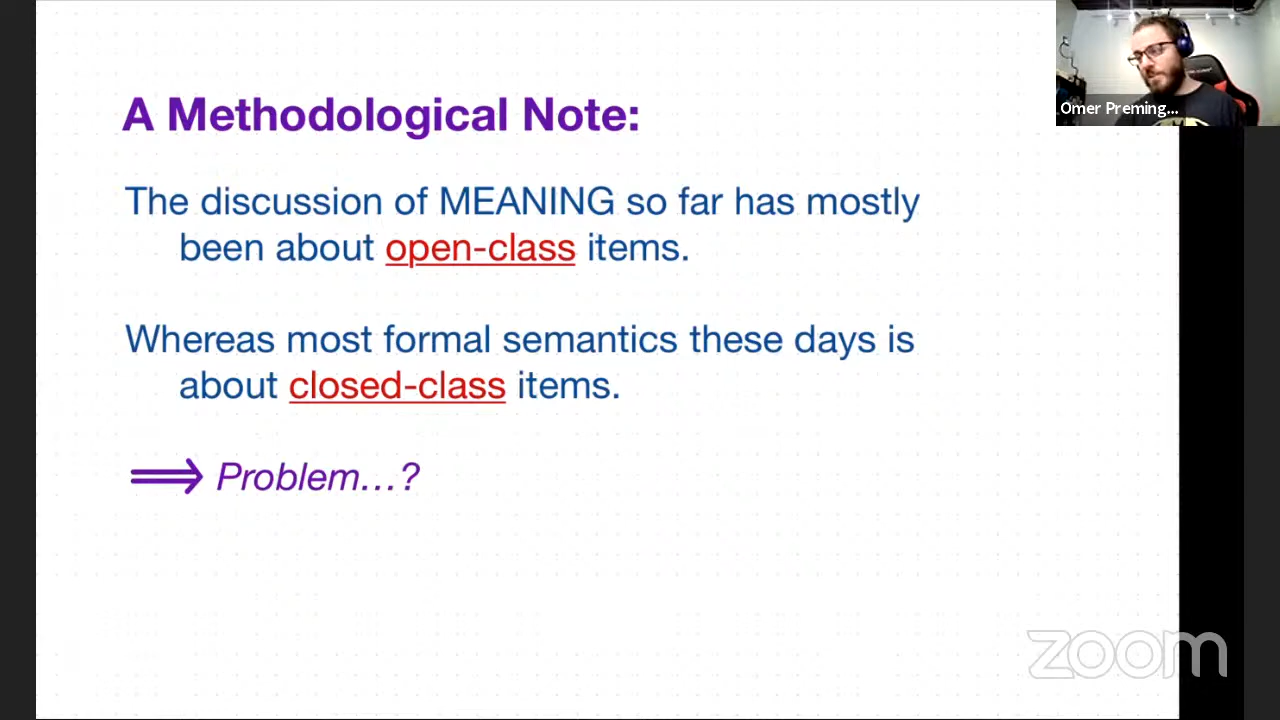 A Methodological Note:
The discussion of MEANING so far has mostly
been about open-class items.
Whereas most formal semantics these days is
about closed-class items.
⟹ Problem…?
Omer Preming...
zoom